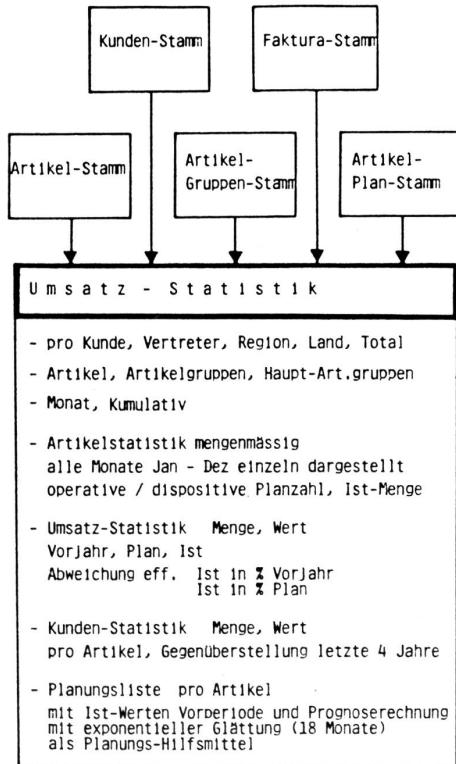 Kunden-Stamm
Faktura-Stamm
Artikel-Stamm
Artikel-
Gruppen-Stamm
Artikel-
Plan-Stamm
Umsatz - Statistik
- pro Kunde, Vertreter, Region, Land, Total
- Artikel, Artikelgruppen, Haupt-Art.gruppen
- Monat, Kumulativ
- Artikelstatistik mengenmässig
alle Monate Jan - Dez einzeln dargestellt
operative / dispositive Planzahl, Ist-Menge
- Umsatz-Statistik Menge, Wert
Vorjahr, Plan, Ist
Abweichung eff. Ist in % Vorjahr
Ist in % Plan
- Kunden-Statistik Menge, Wert
pro Artikel, Gegenüberstellung letzte 4 Jahre
- Planungsliste pro Artikel
mit Ist-Werten Vorperiode und Prognoserechnung
mit exponentieller Glättung (18 Monate)
als Planungs-Hilfsmittel